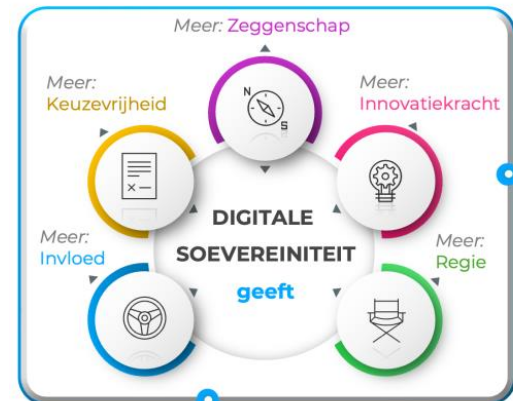 Meer: Zeggenschap
Meer:
Keuzevrijheid
Meer:
Innovatiekracht
N
S
DIGITALE
SOEVEREINITEIT
geeft
Meer:
Invloed
Meer:
Regie